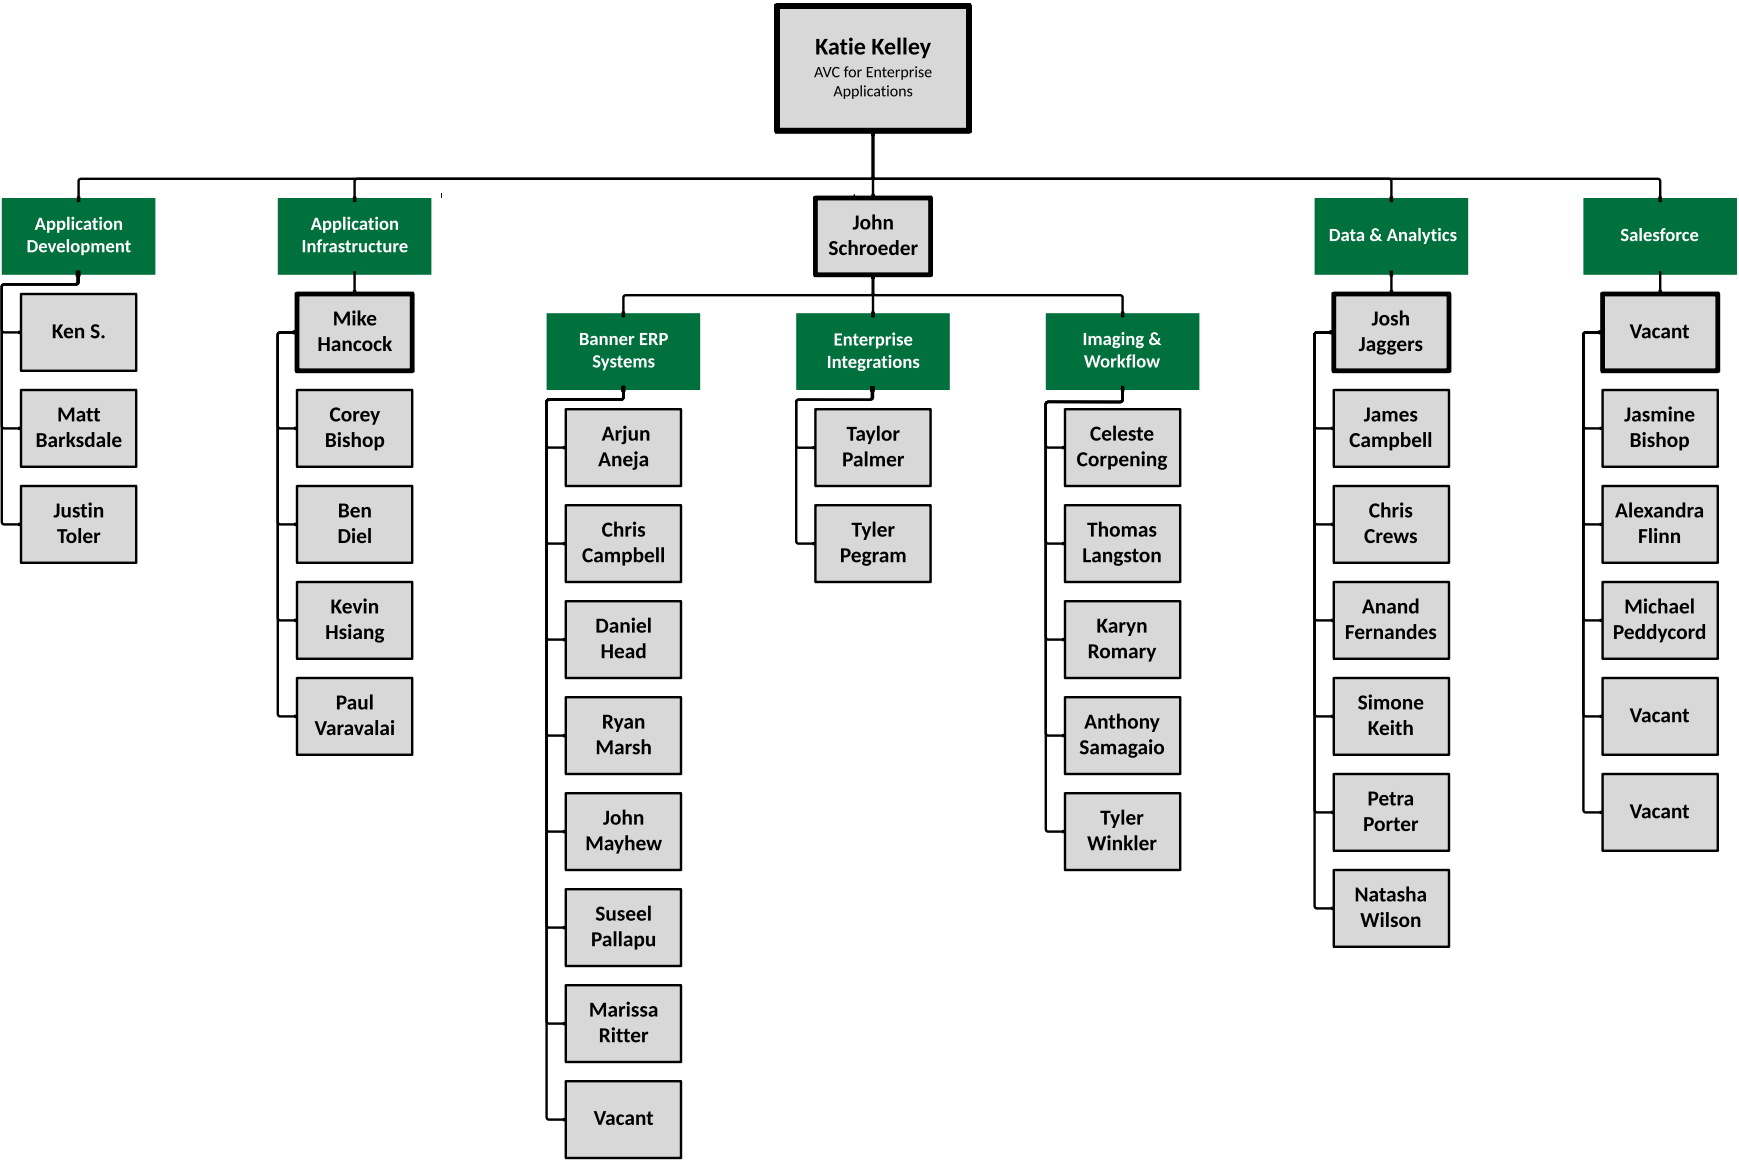 Katie Kelley
AVC for Enterprise
Applications
Application
Development
Ken S.
Matt
Barksdale
Justin
Toler
Application
Infrastructure
Mike
Hancock
Corey
Bishop
Ben
Diel
Kevin
Hsiang
Paul
Varavalai
John
Schroeder
Banner ERP
Systems
Arjun
Aneja
Chris
Campbell
Daniel
Head
Ryan
Marsh
John
Mayhew
Suseel
Pallapu
Marissa
Ritter
Vacant
Enterprise
Integrations
Taylor
Palmer
Tyler
Pegram
Imaging &
Workflow
Celeste
Corpening
Thomas
Langston
Karyn
Romary
Anthony
Samagaio
Tyler
Winkler
Data & Analytics
Josh
Jaggers
James
Campbell
Chris
Crews
Anand
Fernandes
Simone
Keith
Petra
Porter
Natasha
Wilson
Salesforce
Vacant
Jasmine
Bishop
Alexandra
Flinn
Michael
Peddycord
Vacant
Vacant